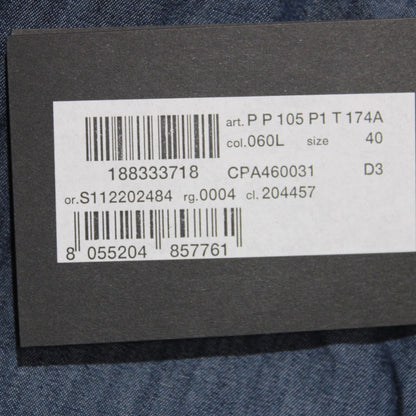 art. P P 105 P1 T 174A
col. 060L size 40
188333718 CPA460031 D3
or. S112202484 rg. 0004 cl. 204457
8 055204 857761